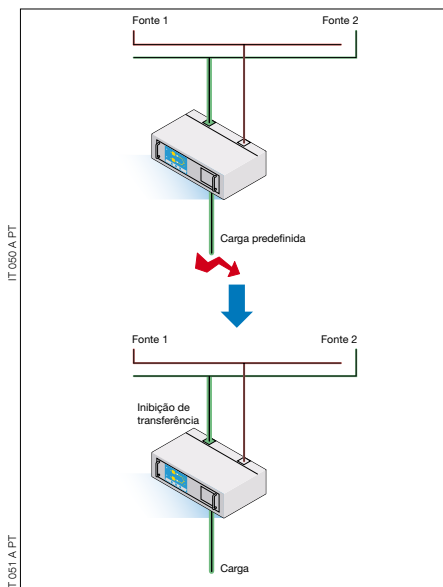 Fonte 1
Fonte 2
Carga predefinida
IT 050 A PT
Fonte 1
Fonte 2
Inibição de
transferência
Carga
IT 051 A PT